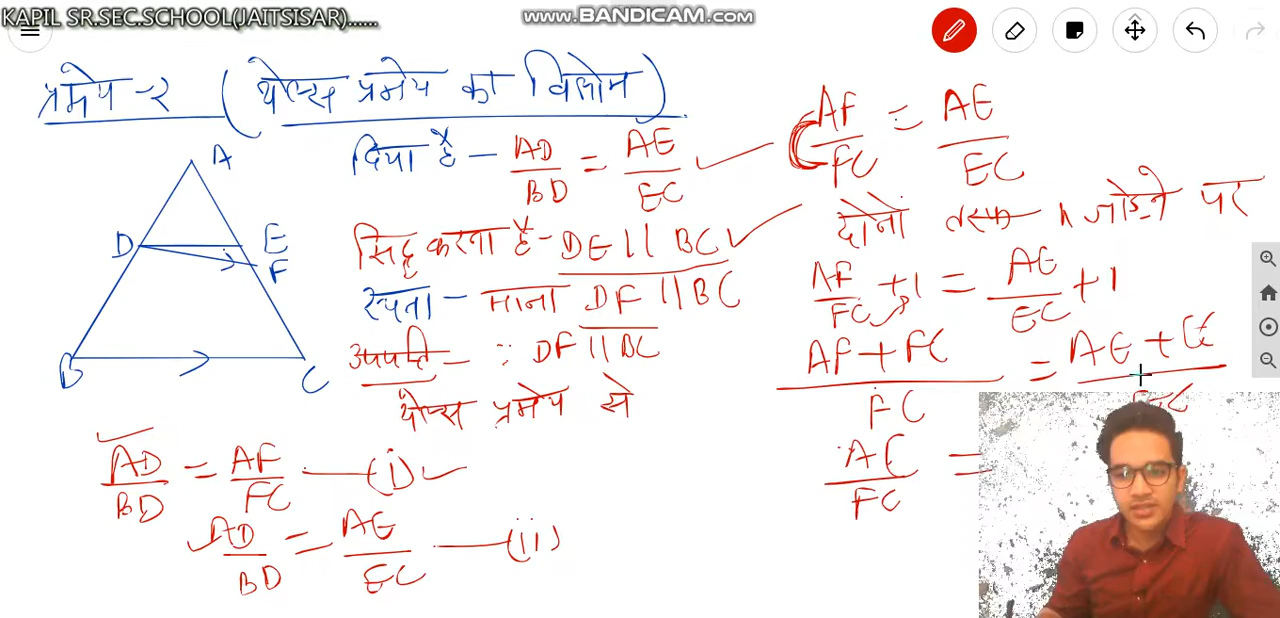 KAPIL SR.SEC.SCHOOL(JAITSISAR)......
www.BANDICAM.com
प्रमेय-2 (थेल्स प्रमेय का विलोम)
A
D
E
F
B
C
दिया है - AD/BD = AE/EC
सिद्ध करना है - DE || BC
रचना - माना DF || BC
उपपत्ति - ∵ DF || BC
थेल्स प्रमेय से
AD/BD = AF/FC —(i)
AD/BD = AE/EC —(ii)
AF/FC = AE/EC
दोनों तरफ 1 जोड़ने पर
AF/FC + 1 = AE/EC + 1
AF + FC/FC = AE + EC/EC
AC/FC =